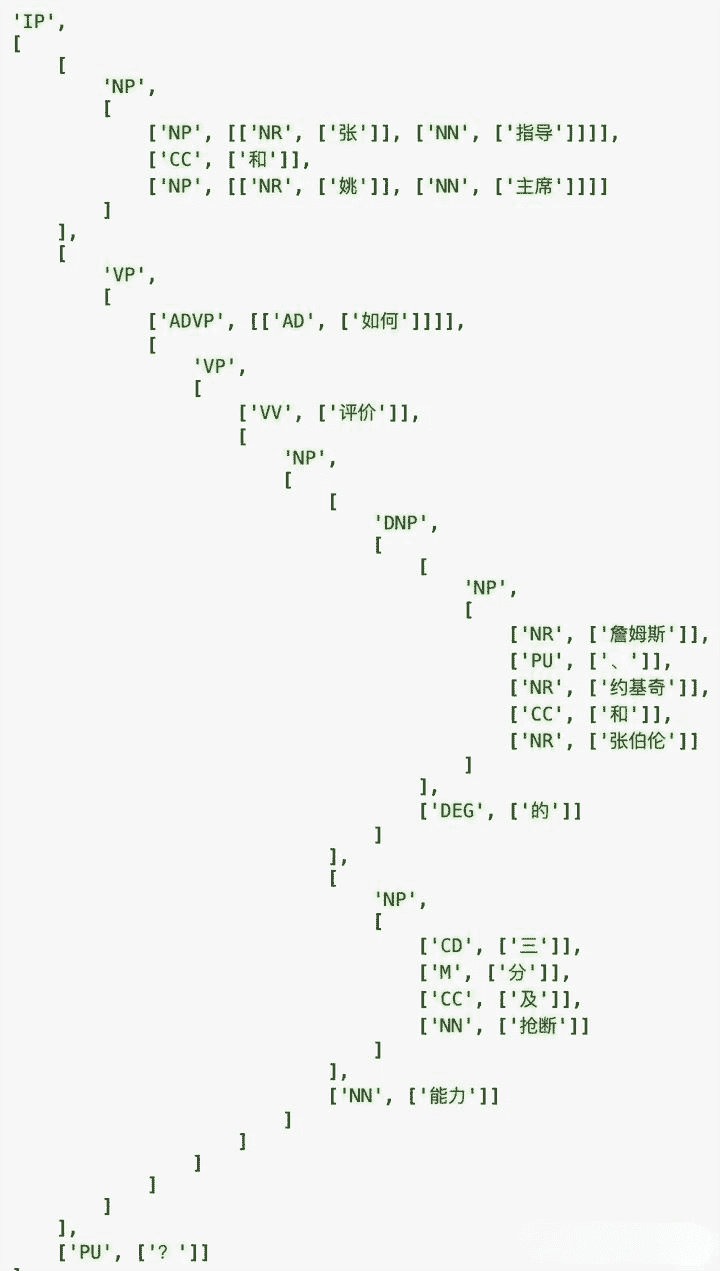 'IP',
[
[
'NP',
[
['NP', [['NR', ['张']], ['NN', ['指导']]]],
['CC', ['和']],
['NP', [['NR', ['姚']], ['NN', ['主席']]]]
]
],
[
'VP',
[
['ADVP', [['AD', ['如何']]]],
[
'VP',
[
['VV', ['评价']],
[
'NP',
[
[
'DNP',
[
[
'NP',
[
['NR', ['詹姆斯']],
['PU', ['、']],
['NR', ['约基奇']],
['CC', ['和']],
['NR', ['张伯伦']]
]
],
['DEG', ['的']]
]
],
[
'NP',
[
['CD', ['三']],
['M', ['分']],
['CC', ['及']],
['NN', ['抢断']]
]
],
['NN', ['能力']]
]
]
]
]
]
],
['PU', ['？']]